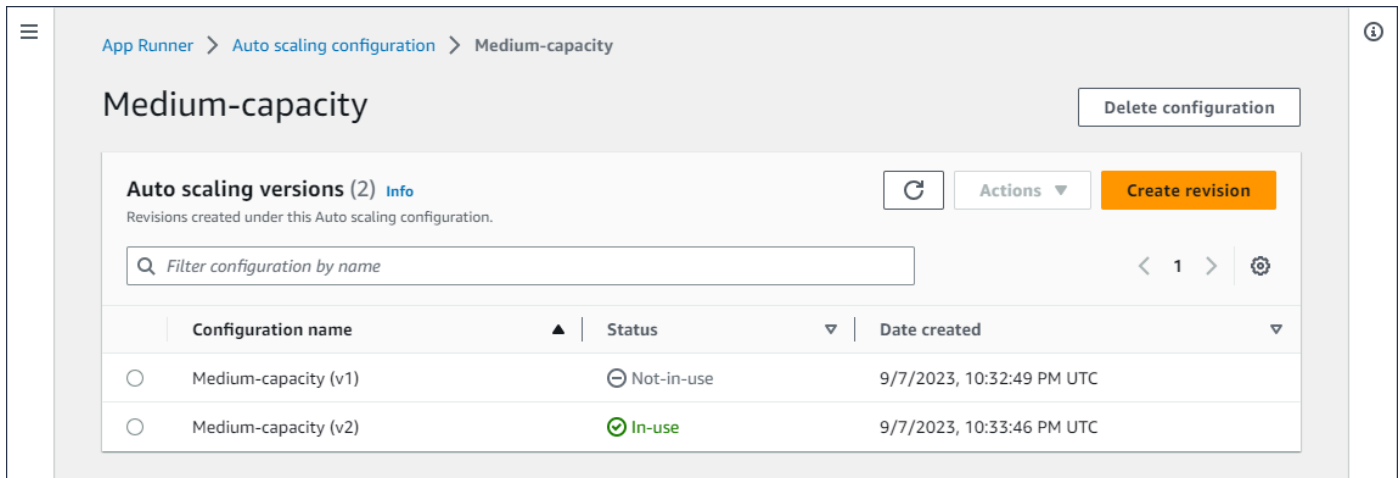 App Runner > Auto scaling configuration > Medium-capacity
Medium-capacity
Delete configuration
Auto scaling versions (2) Info
Revisions created under this Auto scaling configuration.
Actions
Create revision
Filter configuration by name
1
Configuration name Status Date created
Medium-capacity (v1) Not-in-use 9/7/2023, 10:32:49 PM UTC
Medium-capacity (v2) In-use 9/7/2023, 10:33:46 PM UTC